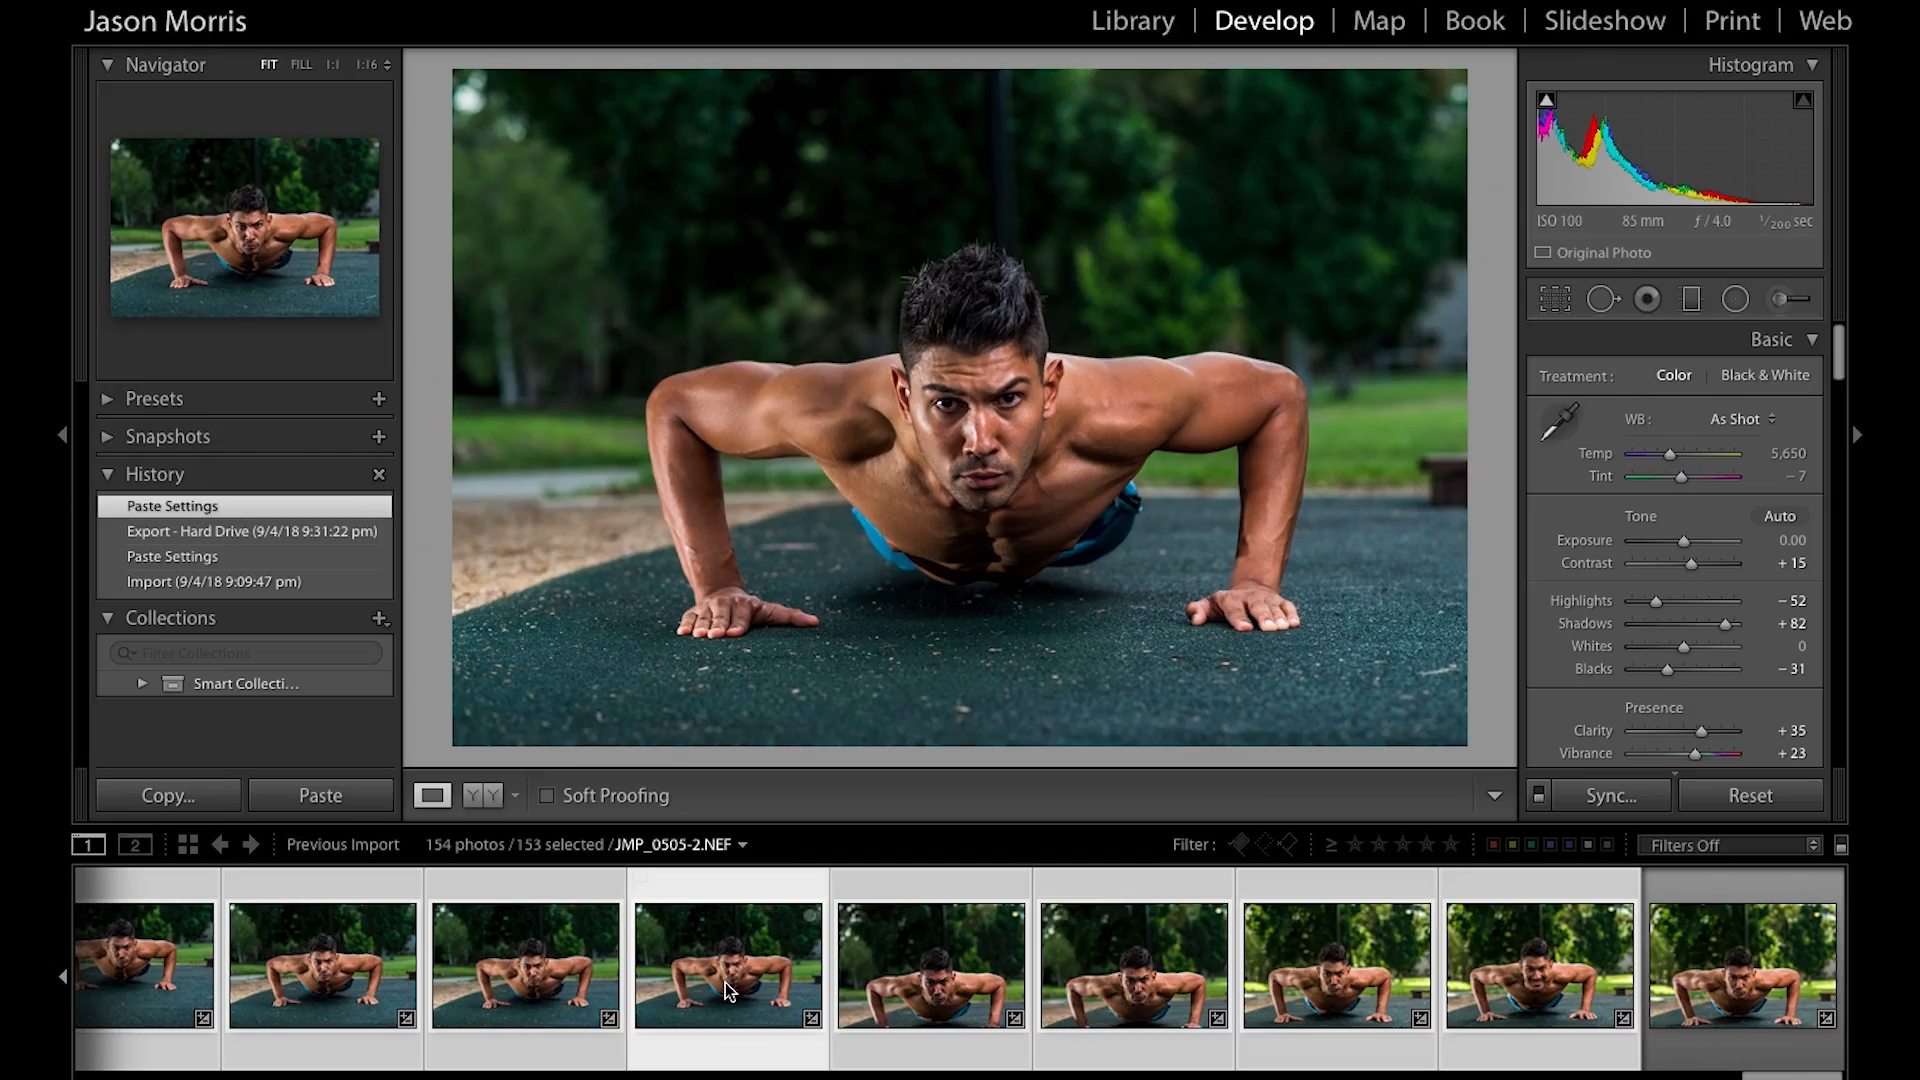 Jason Morris
Library | Develop | Map | Book | Slideshow | Print | Web
Navigator FIT FILL 1:1 1:16
Presets
Snapshots
History
Paste Settings
Export - Hard Drive (9/4/18 9:31:22 pm)
Paste Settings
Import (9/4/18 9:09:47 pm)
Collections
Filter Collections
Smart Collecti...
Copy... Paste
Y Y Soft Proofing
Histogram
ISO 100 85 mm ƒ / 4.0 1/200 sec
Original Photo
Basic
Treatment : Color | Black & White
WB : As Shot
Temp 5,650
Tint − 7
Tone Auto
Exposure 0.00
Contrast + 15
Highlights − 52
Shadows + 82
Whites 0
Blacks − 31
Presence
Clarity + 35
Vibrance + 23
Sync... Reset
1 2 Previous Import 154 photos / 153 selected / JMP_0505-2.NEF Filter : ≥ Filters Off